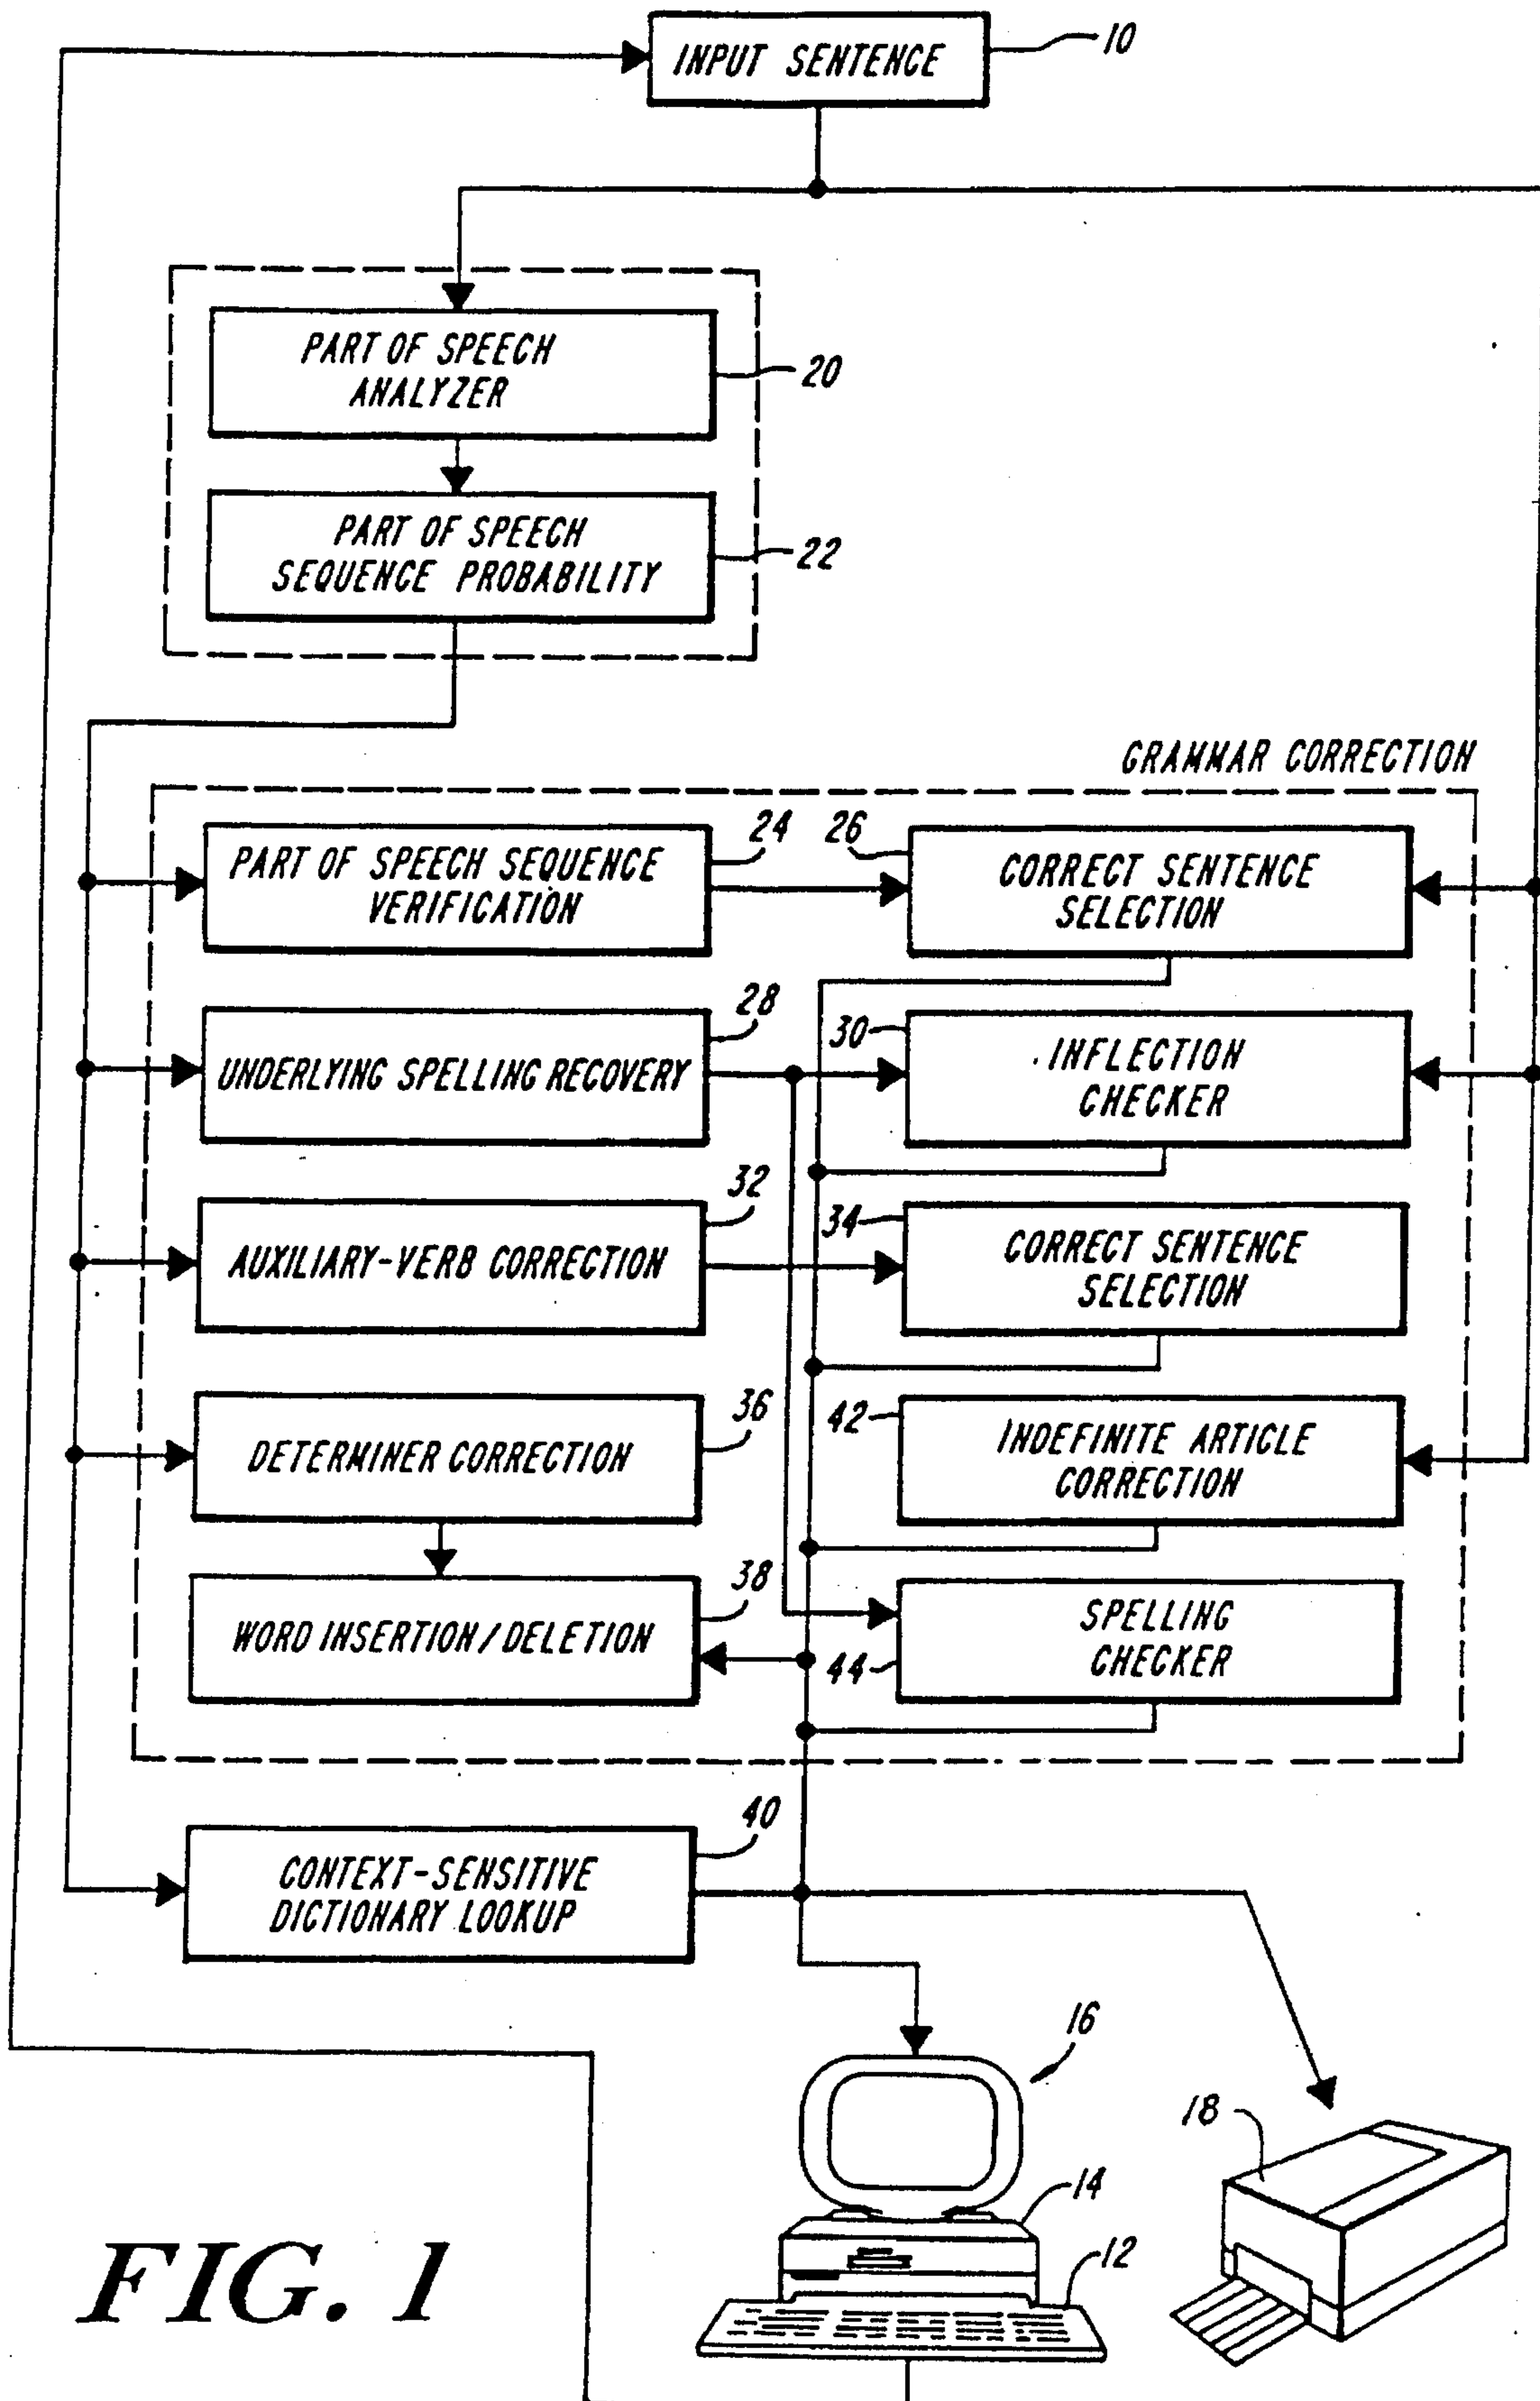 INPUT SENTENCE
10
PART OF SPEECH
ANALYZER
20
PART OF SPEECH
SEQUENCE PROBABILITY
22
GRAMMAR CORRECTION
24
26
PART OF SPEECH SEQUENCE
VERIFICATION
CORRECT SENTENCE
SELECTION
28
30
UNDERLYING SPELLING RECOVERY
INFLECTION
CHECKER
32
34
AUXILIARY-VERB CORRECTION
CORRECT SENTENCE
SELECTION
36
42
DETERMINER CORRECTION
INDEFINITE ARTICLE
CORRECTION
38
WORD INSERTION/DELETION
44
SPELLING
CHECKER
40
CONTEXT-SENSITIVE
DICTIONARY LOOKUP
16
18
14
12
FIG. 1